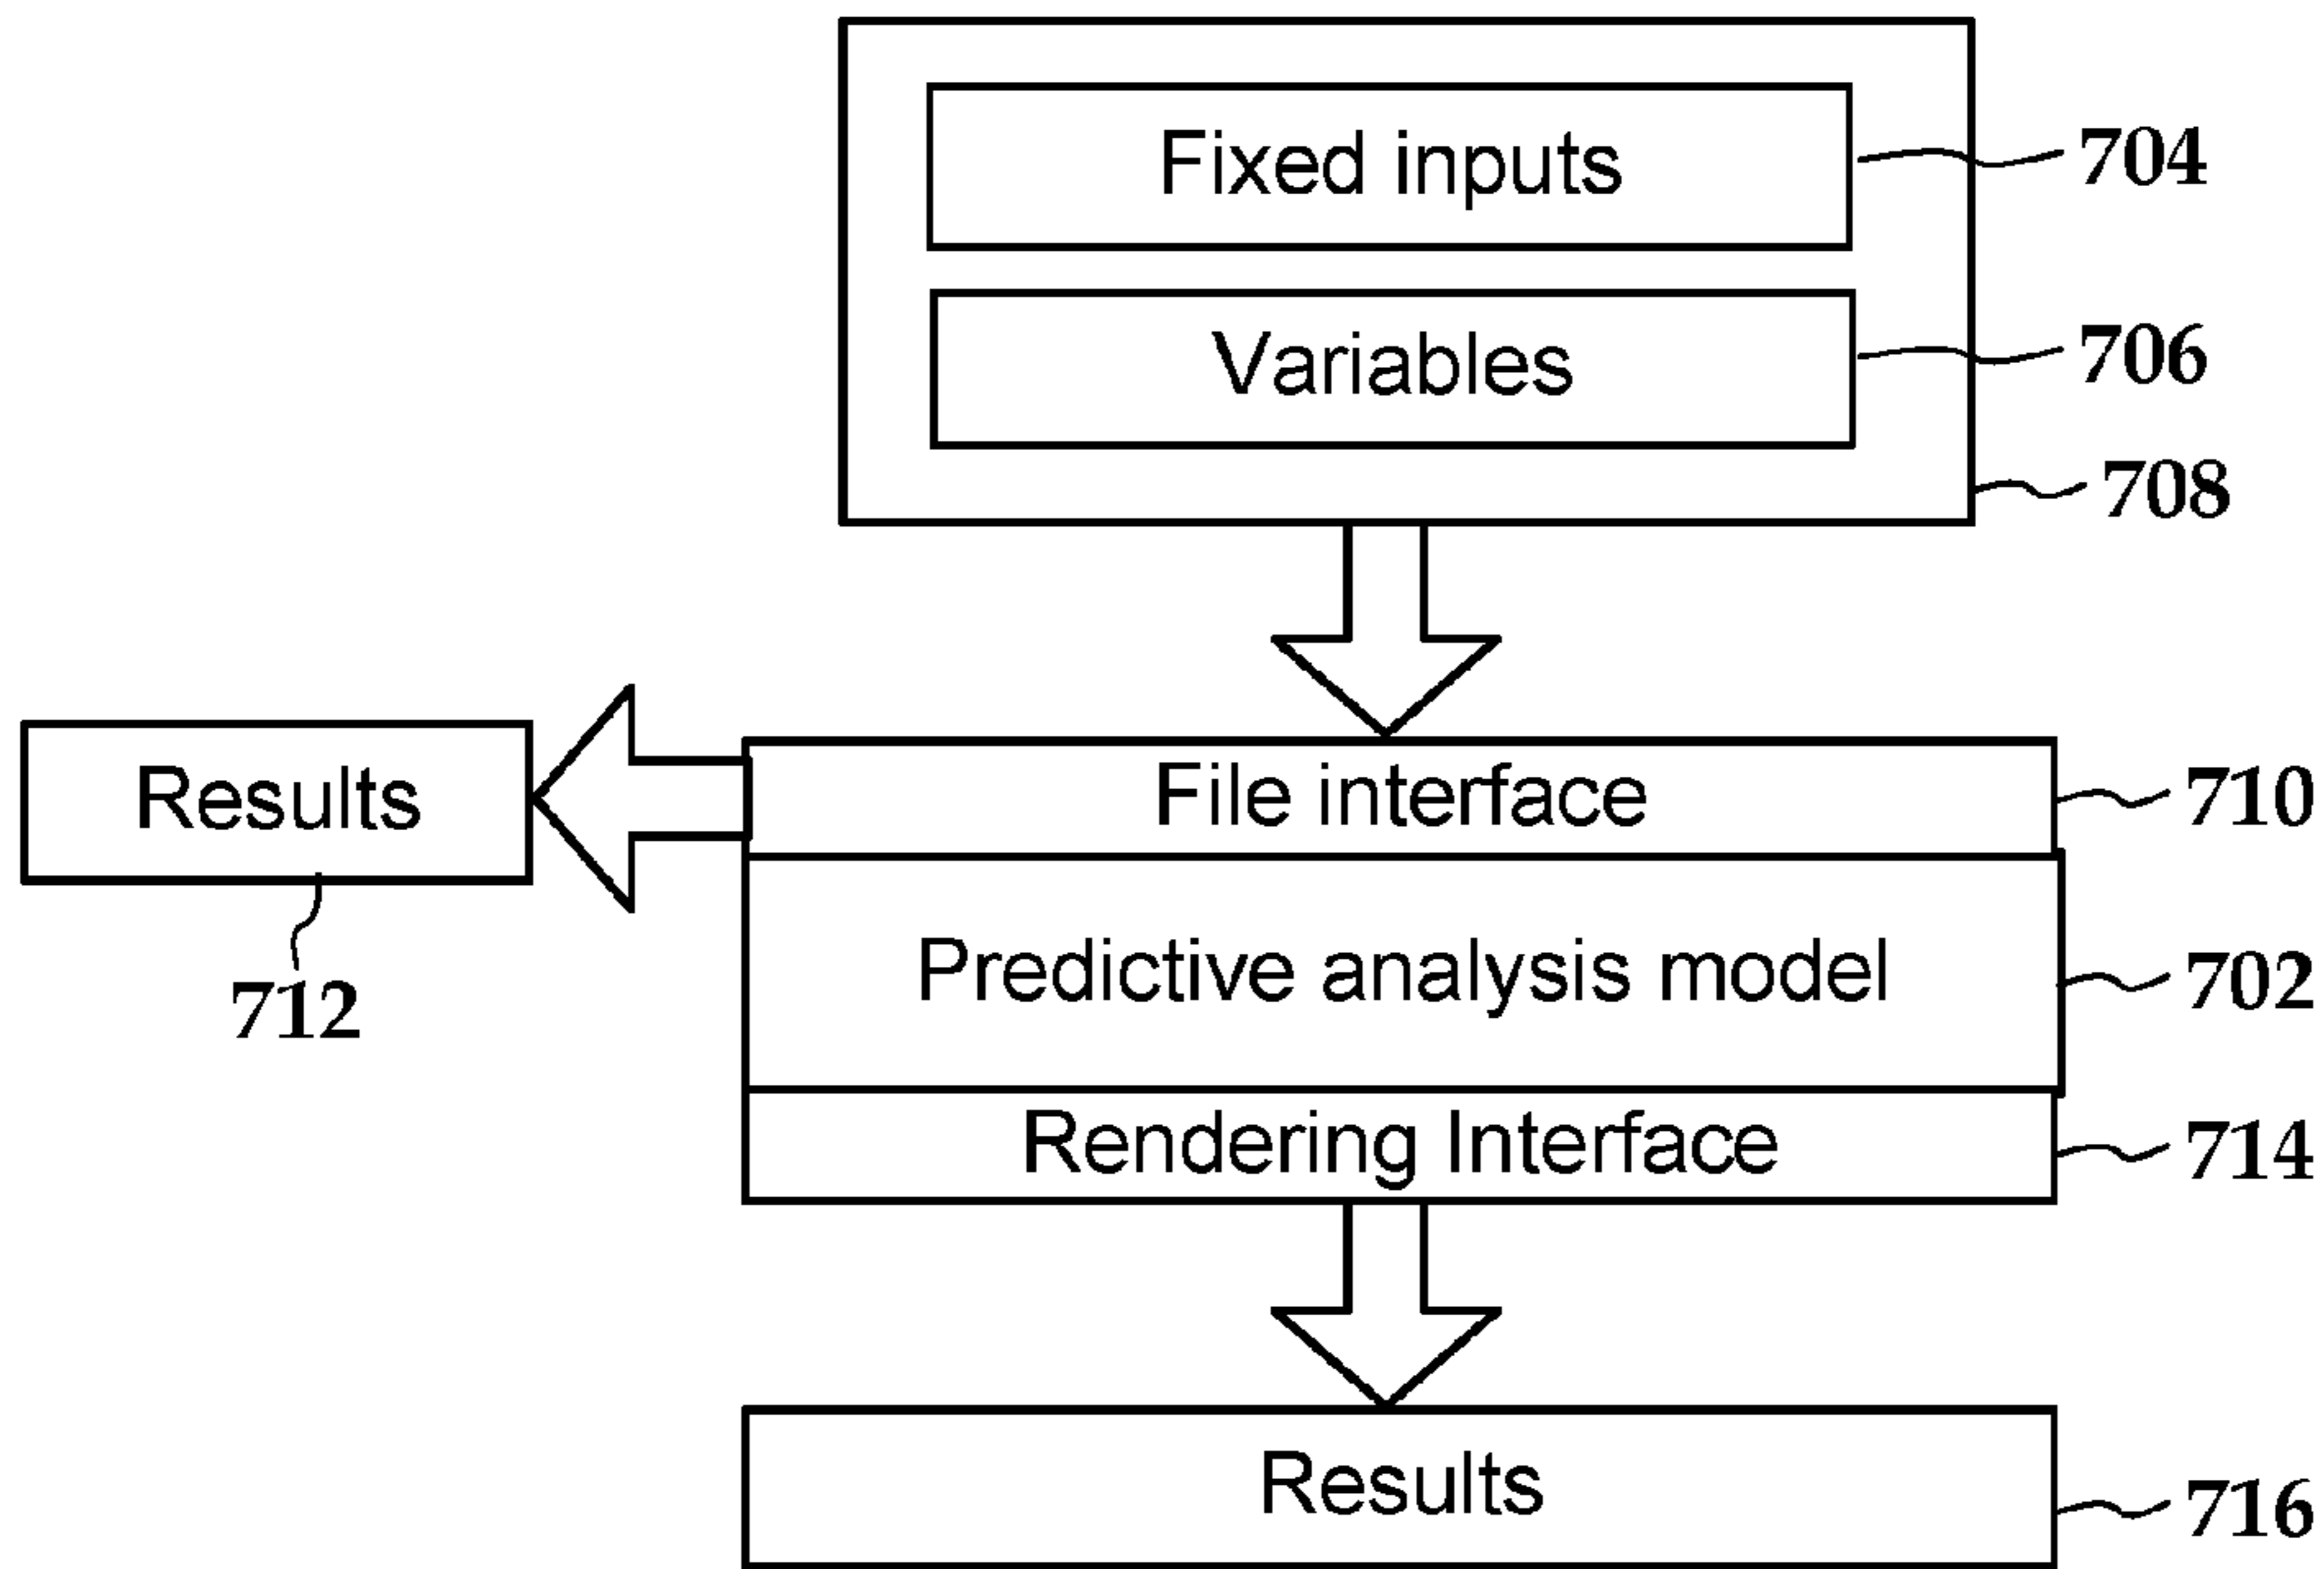 Fixed inputs
704
Variables
706
708
File interface
710
Results
712
Predictive analysis model
702
Rendering Interface
714
Results
716